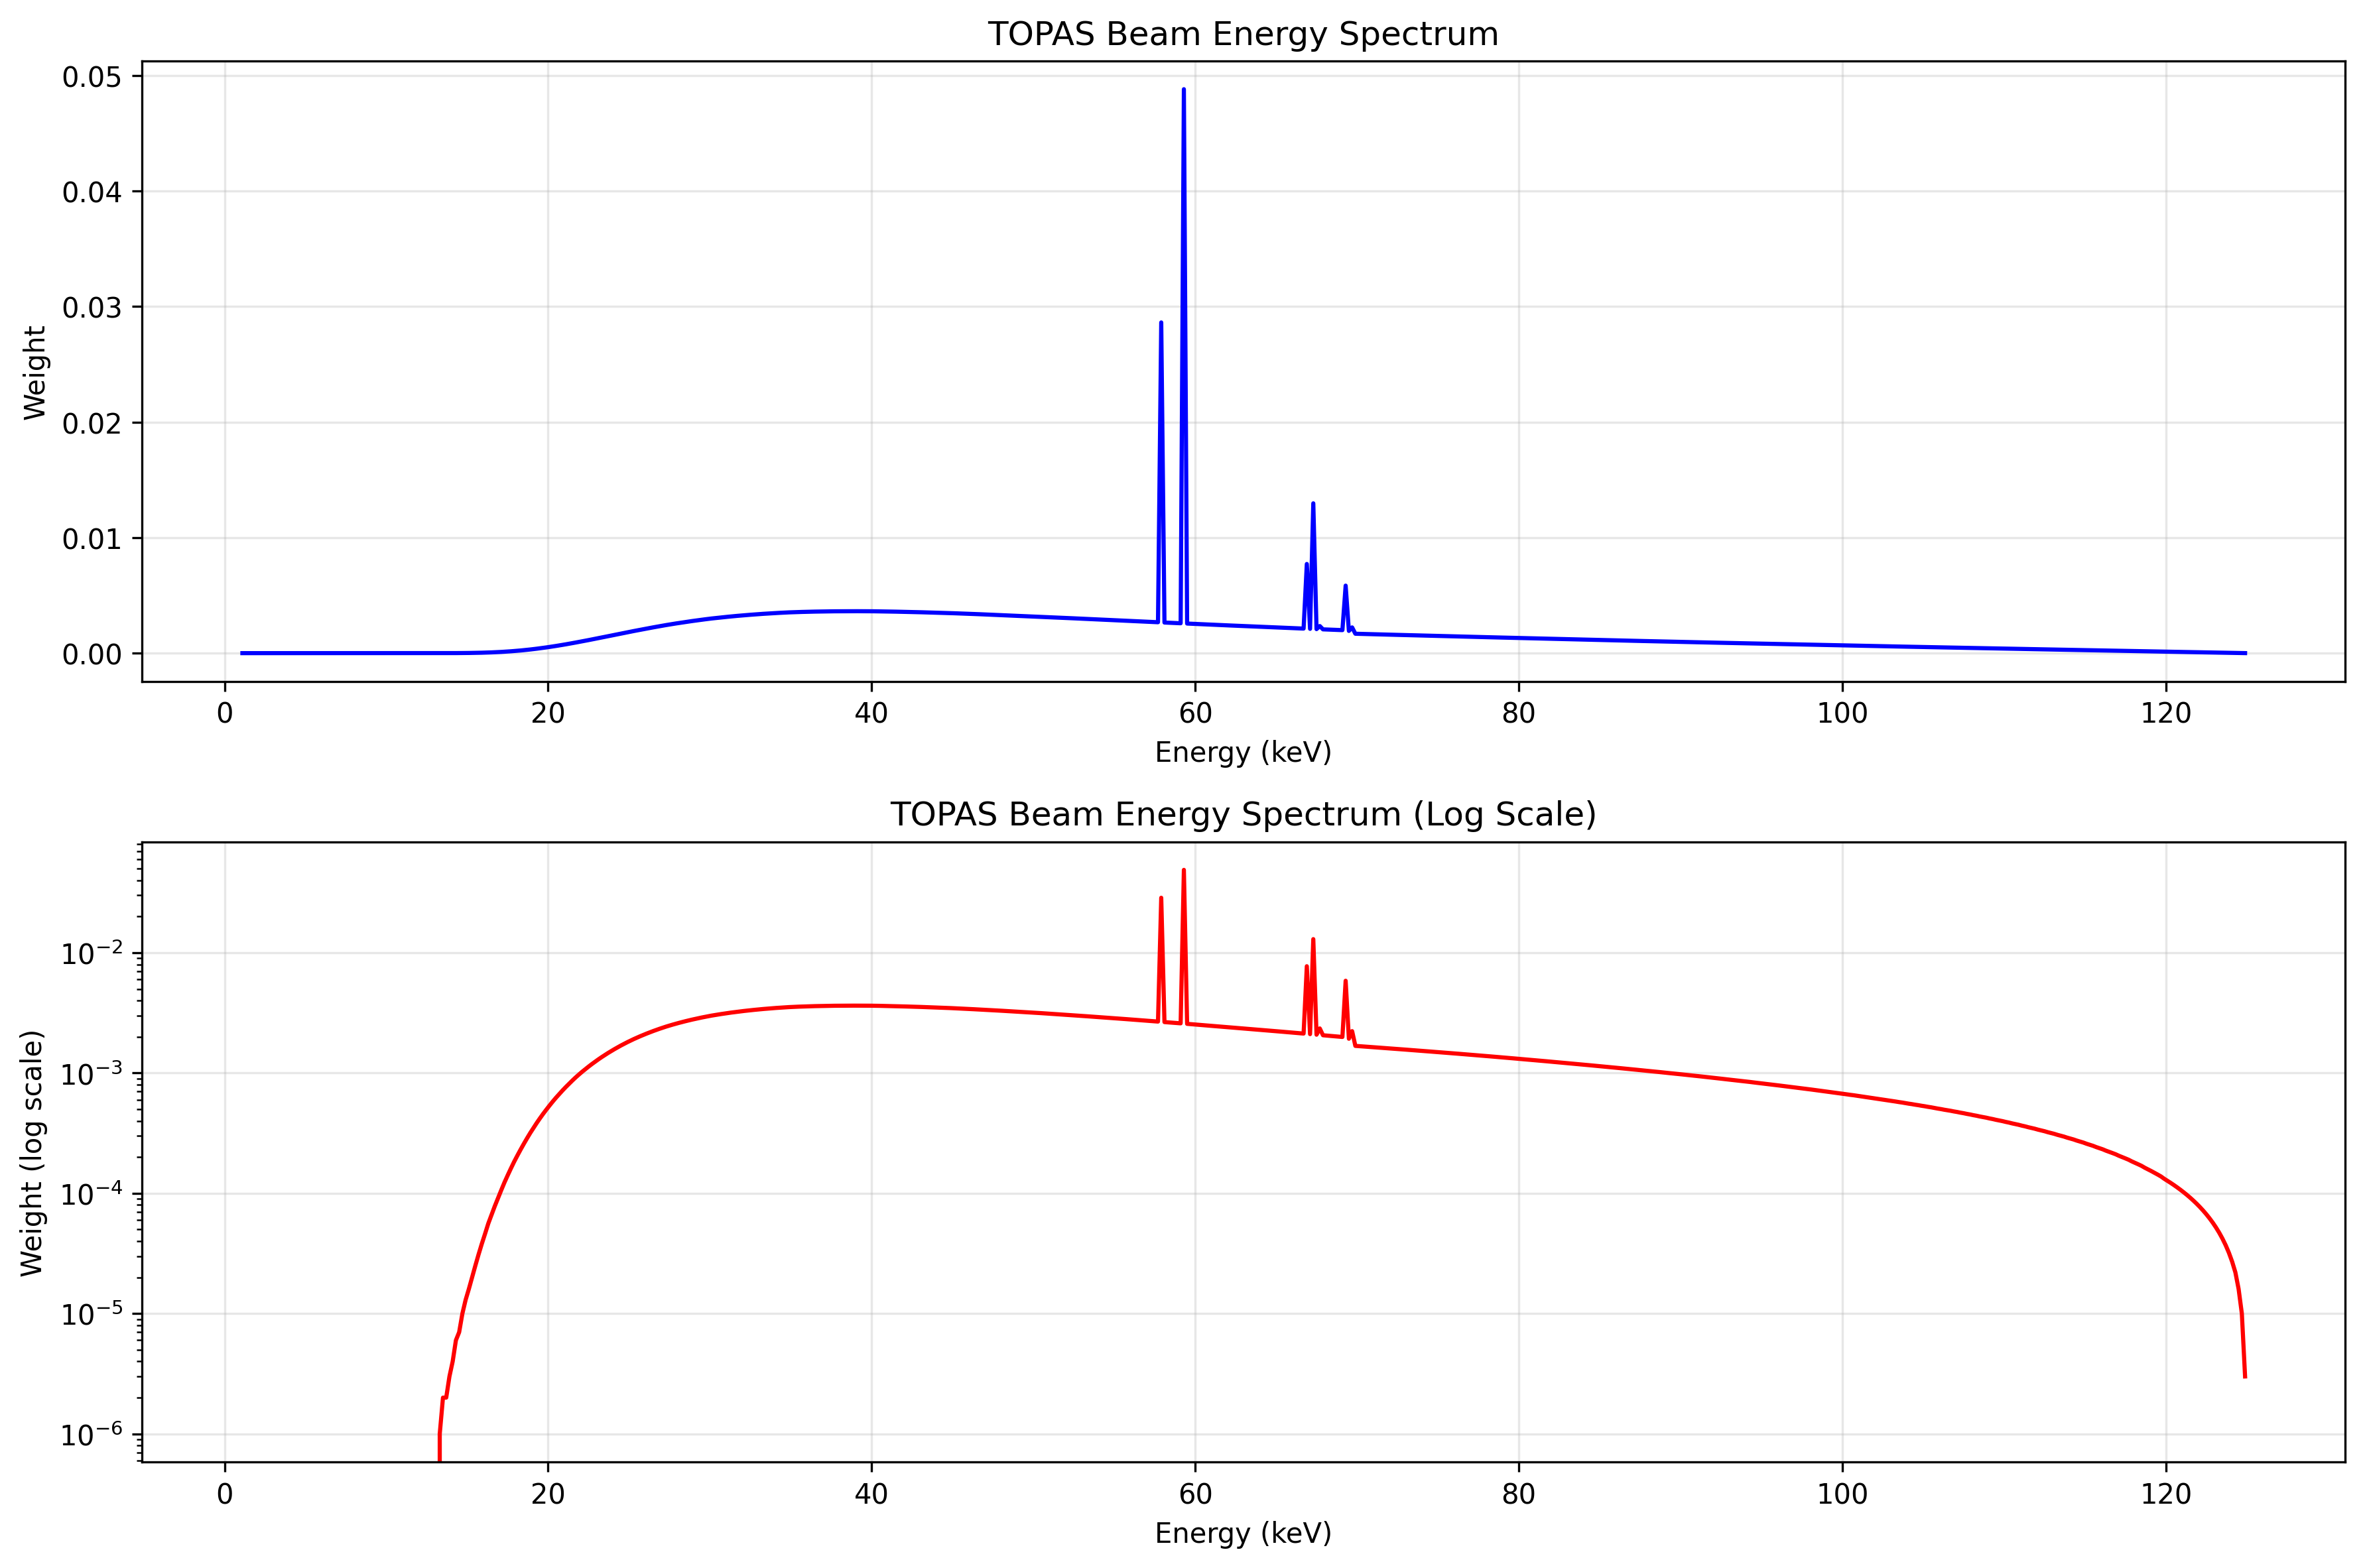 TOPAS Beam Energy Spectrum
0.05
0.04
0.03
0.02
0.01
0.00
Weight
0 20 40 60 80 100 120
Energy (keV)
TOPAS Beam Energy Spectrum (Log Scale)
10⁻²
10⁻³
10⁻⁴
10⁻⁵
10⁻⁶
Weight (log scale)
0 20 40 60 80 100 120
Energy (keV)